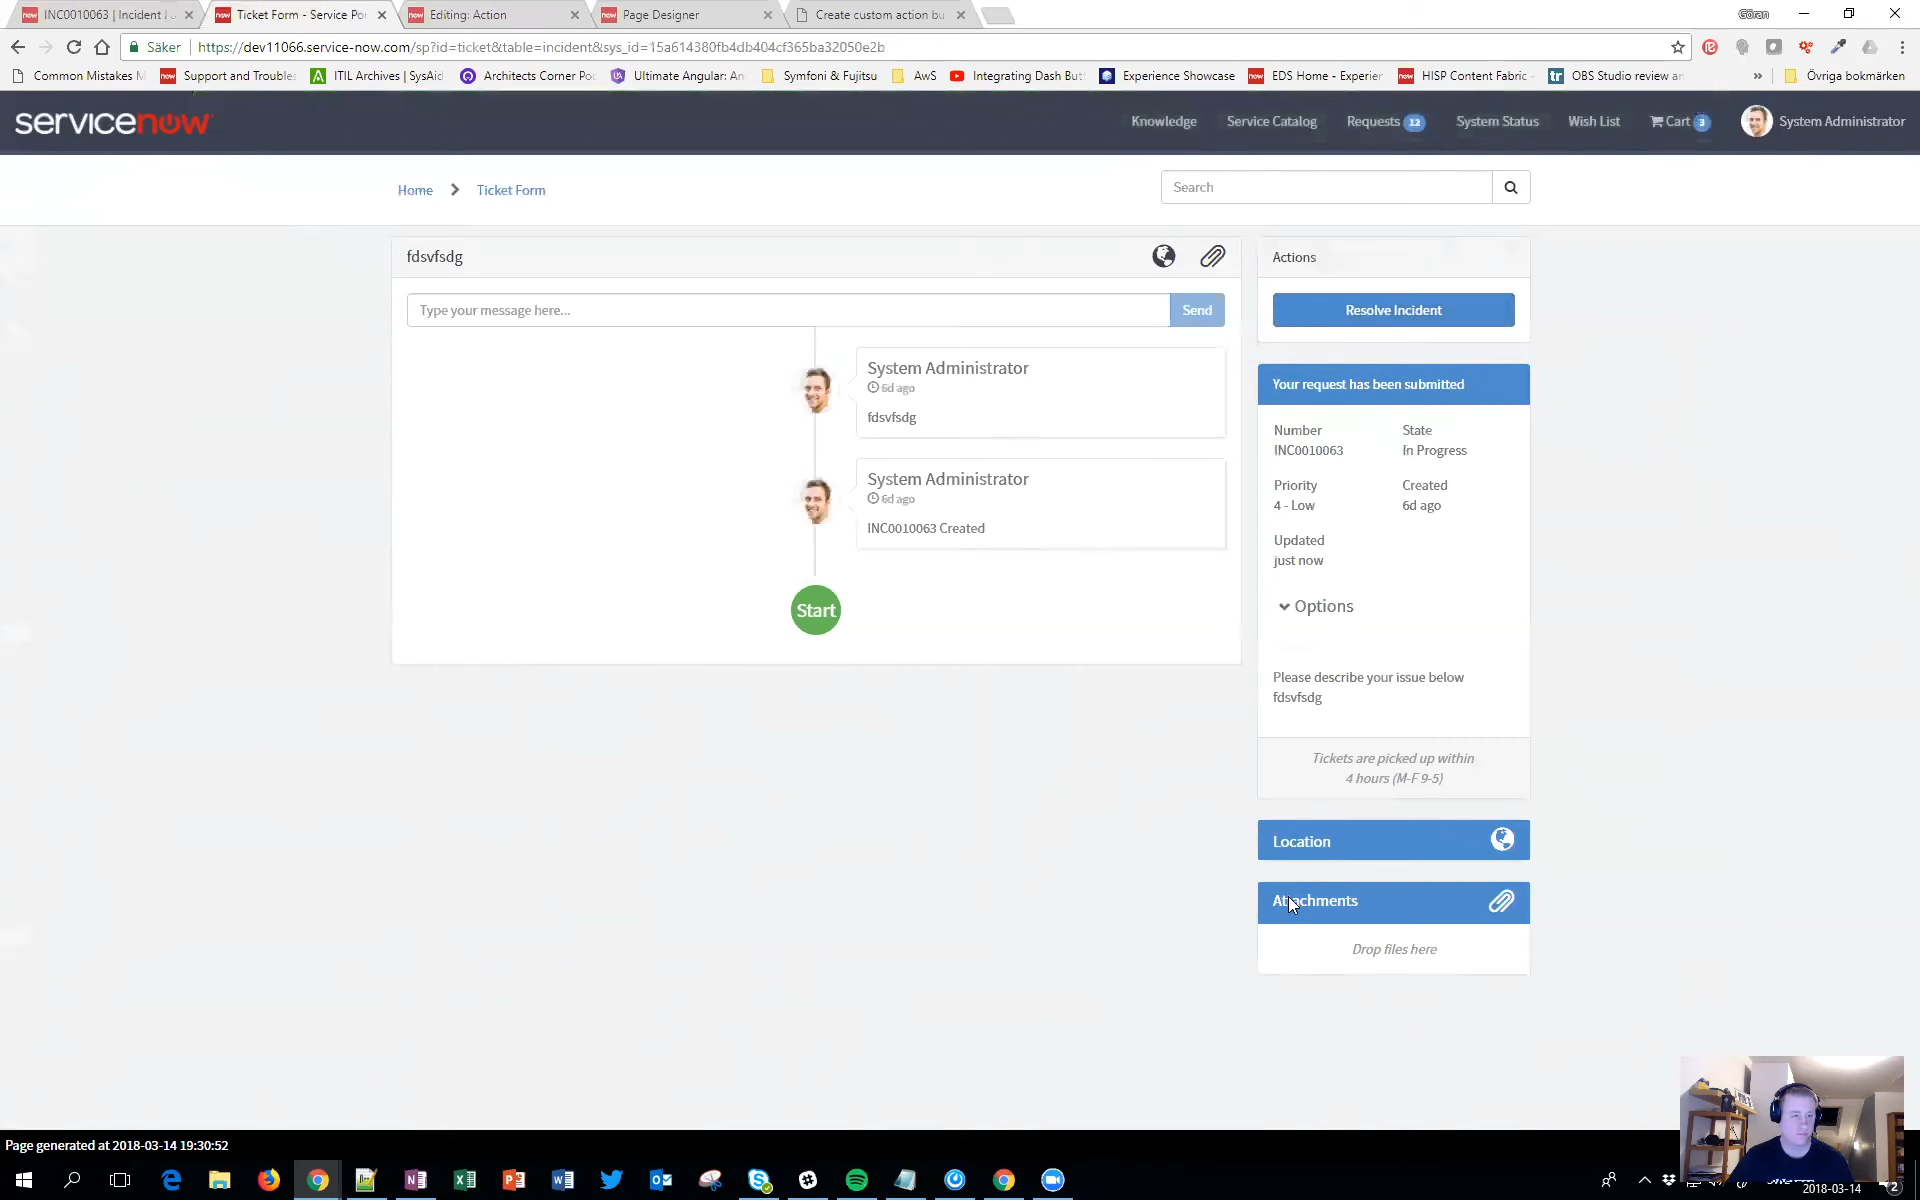 INC0010063 | Incident |
Ticket Form - Service Po
Editing: Action
Page Designer
Create custom action bu
Göran
Säker
https://dev11066.service-now.com/sp?id=ticket&table=incident&sys_id=15a614380fb4db404cf365ba32050e2b
Common Mistakes
Support and Troubles
ITIL Archives | SysAid
Architects Corner Po
Ultimate Angular: An
Symfoni & Fujitsu
AwS
Integrating Dash But
Experience Showcase
EDS Home - Experien
HISP Content Fabric
OBS Studio review an
»
Övriga bokmärken
servicenow
Knowledge
Service Catalog
Requests 12
System Status
Wish List
Cart 3
System Administrator
Home
Ticket Form
Search
fdsvfsdg
Actions
Type your message here...
Send
Resolve Incident
System Administrator
6d ago
fdsvfsdg
System Administrator
6d ago
INC0010063 Created
Start
Your request has been submitted
Number
State
INC0010063
In Progress
Priority
Created
4 - Low
6d ago
Updated
just now
Options
Please describe your issue below
fdsvfsdg
Tickets are picked up within
4 hours (M-F 9-5)
Location
Attachments
Drop files here
Page generated at 2018-03-14 19:30:52
2018-03-14
2